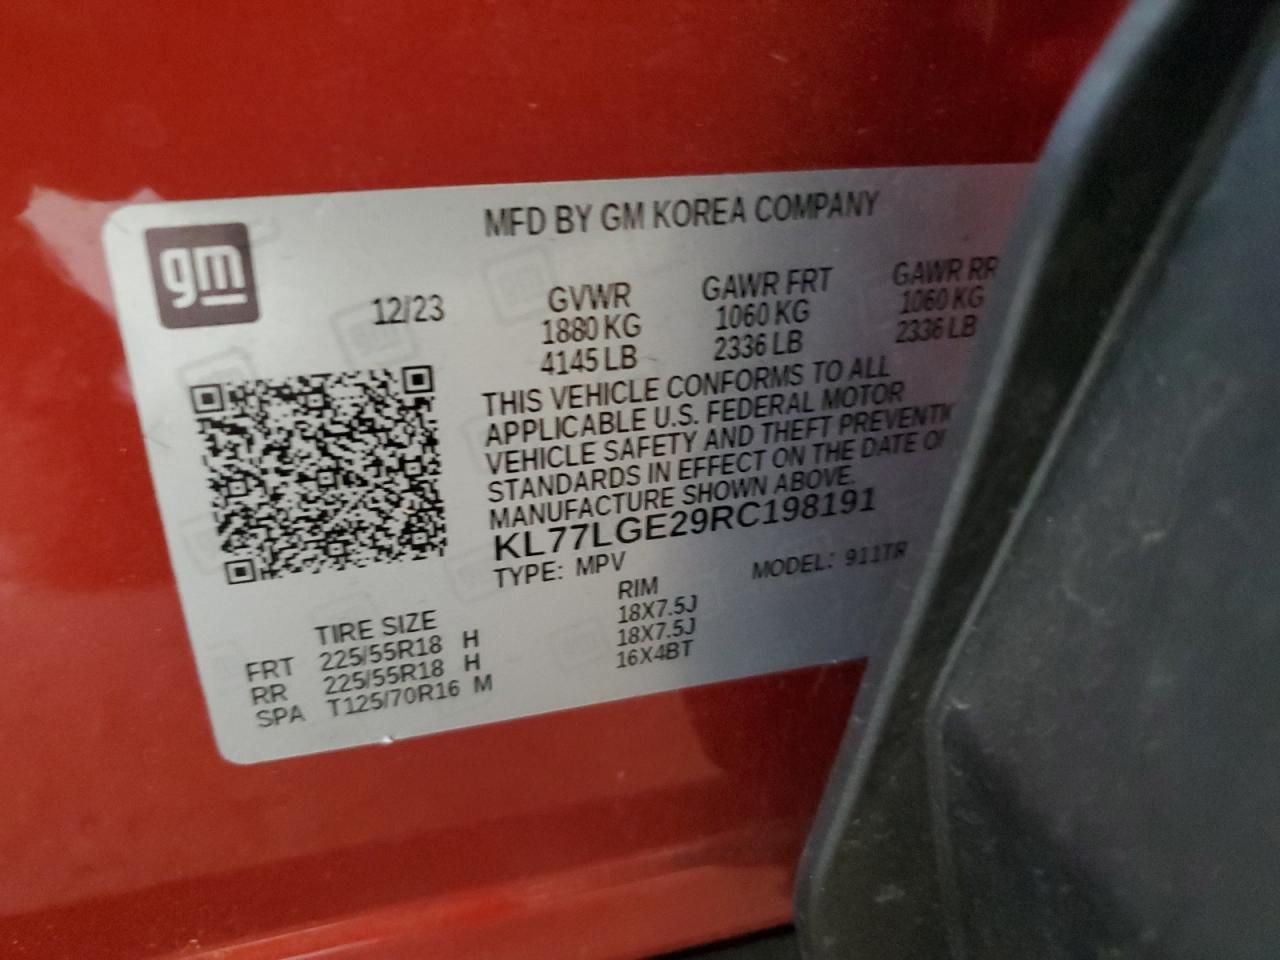 gm
MFD BY GM KOREA COMPANY
12/23
GVWR GAWR FRT GAWR RR
1880 KG 1060 KG 1060 KG
4145 LB 2336 LB 2336 LB
THIS VEHICLE CONFORMS TO ALL
APPLICABLE U.S. FEDERAL MOTOR
VEHICLE SAFETY AND THEFT
STANDARDS IN EFFECT ON THE DATE
MANUFACTURE SHOWN ABOVE.
KL77LGE29RC198191
TYPE: MPV MODEL: 911TR
TIRE SIZE RIM
FRT 225/55R18 H 18X7.5J
RR 225/55R18 H 18X7.5J
SPA T125/70R16 M 16X4BT